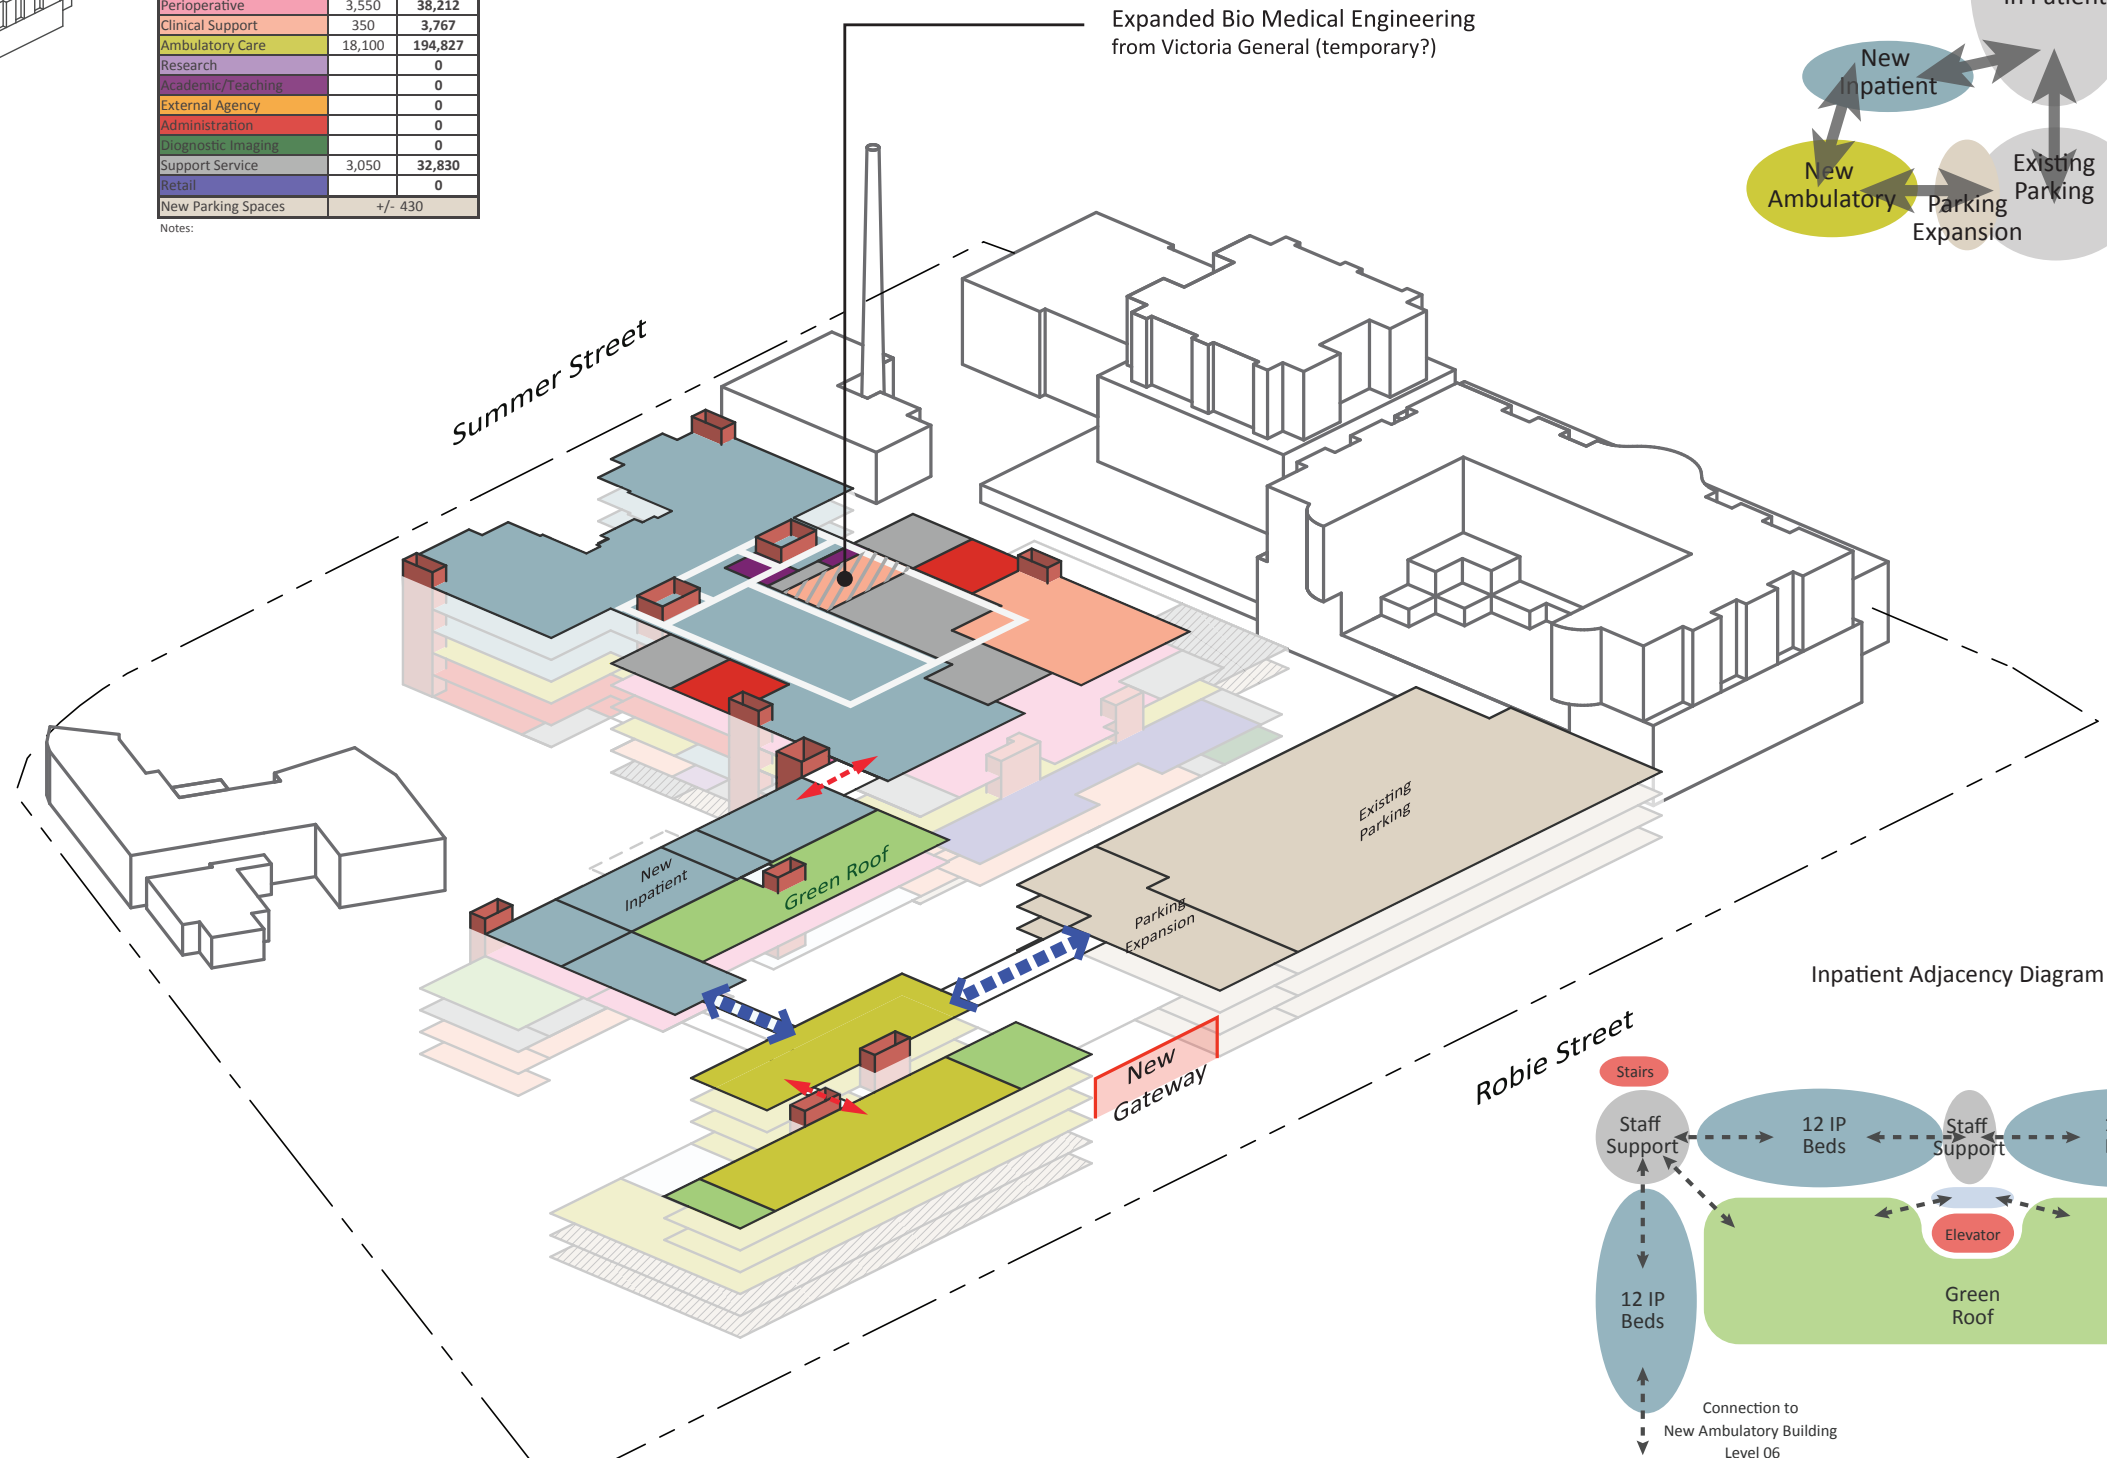 Perioperative 3,550 38,212
Clinical Support 350 3,767
Ambulatory Care 18,100 194,827
Research 0
Academic/Teaching 0
External Agency 0
Administration 0
Diagnostic Imaging 0
Support Service 3,050 32,830
Retail 0
New Parking Spaces +/- 430
Notes:
Expanded Bio Medical Engineering
from Victoria General (temporary?)
In Patient
New
Inpatient
New
Ambulatory
Parking
Expansion
Existing
Parking
Summer Street
Existing
Parking
New
Inpatient
Green Roof
Parking
Expansion
New
Gateway
Robie Street
Inpatient Adjacency Diagram
Stairs
Staff
Support
12 IP
Beds
Staff
Support
Elevator
12 IP
Beds
Green
Roof
Connection to
New Ambulatory Building
Level 06